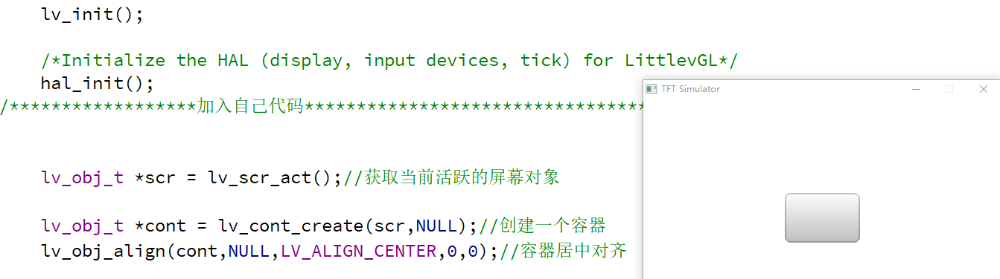 lv_init();
/*Initialize the HAL (display, input devices, tick) for LittlevGL*/
hal_init();
/******************加入自己代码*********************************
TFT Simulator
lv_obj_t *scr = lv_scr_act();//获取当前活跃的屏幕对象
lv_obj_t *cont = lv_cont_create(scr,NULL);//创建一个容器
lv_obj_align(cont,NULL,LV_ALIGN_CENTER,0,0);//容器居中对齐